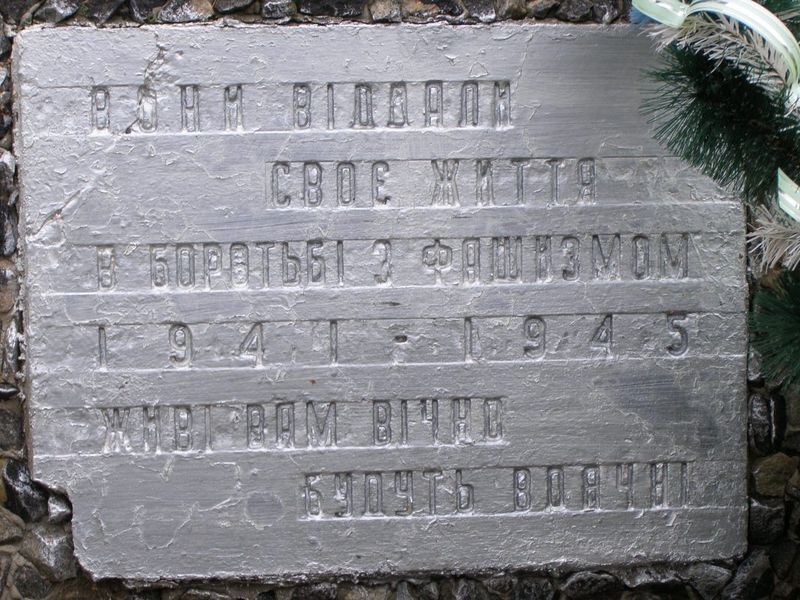 ВОНИ ВІДДАЛИ
СВОЄ ЖИТТЯ
В БОРОТЬБІ З ФАШИЗМОМ
1941-1945
ЖИВІ ВАМ ВІЧНО
БУДУТЬ ВДЯЧНІ